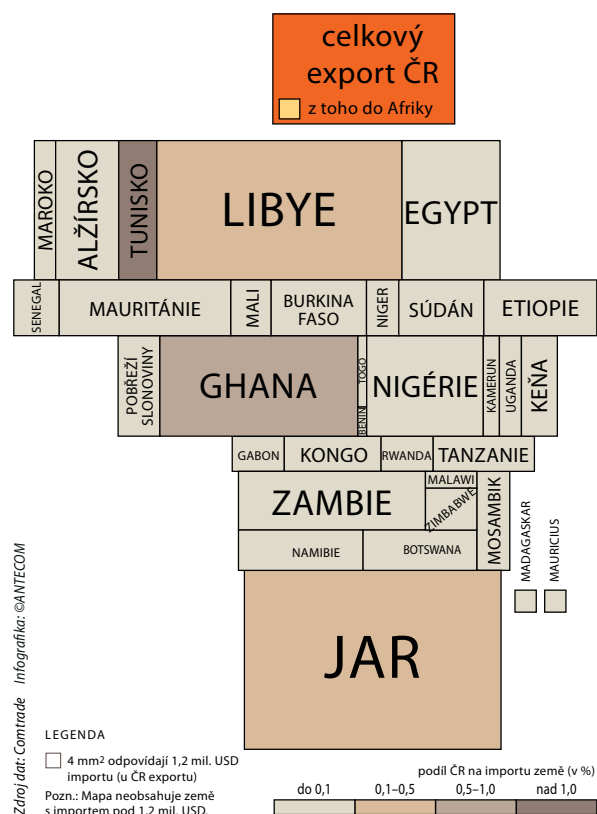 celkový
export ČR
z toho do Afriky
MAROKO
ALŽÍRSKO
TUNISKO
LIBYE
EGYPT
SENEGAL
MAURITÁNIE
MALI
BURKINA
FASO
NIGER
SÚDÁN
ETIOPIE
POBŘEŽÍ
SLONOVINY
GHANA
TOGO
BENIN
NIGÉRIE
KAMERUN
UGANDA
KEŇA
GABON
KONGO
RWANDA
TANZANIE
ZAMBIE
MALAWI
ZIMBABWE
MOSAMBIK
NAMIBIE
BOTSWANA
MADAGASKAR
MAURICIUS
JAR
Zdroj dat: Comtrade Infografika: ©ANTECOM
LEGENDA
4 mm² odpovídají 1,2 mil. USD
importu (u ČR exportu)
Pozn.: Mapa neobsahuje země
s importem pod 1,2 mil. USD.
podíl ČR na importu země (v %)
do 0,1
0,1–0,5
0,5–1,0
nad 1,0